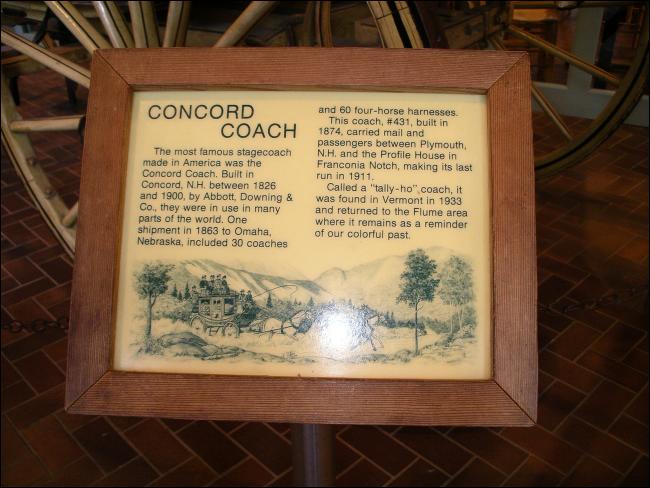 CONCORD
COACH
The most famous stagecoach
made in America was the
Concord Coach. Built in
Concord, N.H. between 1826
and 1900, by Abbott, Downing &
Co., they were in use in many
parts of the world. One
shipment in 1863 to Omaha,
Nebraska, included 30 coaches
and 60 four-horse harnesses.
This coach, #431, built in
1874, carried mail and
passengers between Plymouth,
N.H. and the Profile House in
Franconia Notch, making its last
run in 1911.
Called a "tally-ho", coach, it
was found in Vermont in 1933
and returned to the Flume area
where it remains as a reminder
of our colorful past.